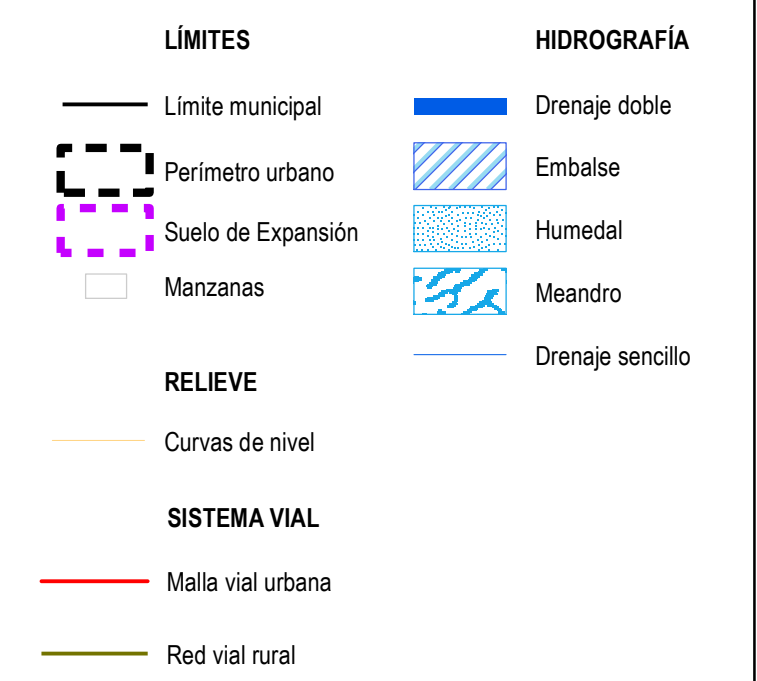 LÍMITES
Límite municipal
Perímetro urbano
Suelo de Expansión
Manzanas
RELIEVE
Curvas de nivel
SISTEMA VIAL
Malla vial urbana
Red vial rural
HIDROGRAFÍA
Drenaje doble
Embalse
Humedal
Meandro
Drenaje sencillo